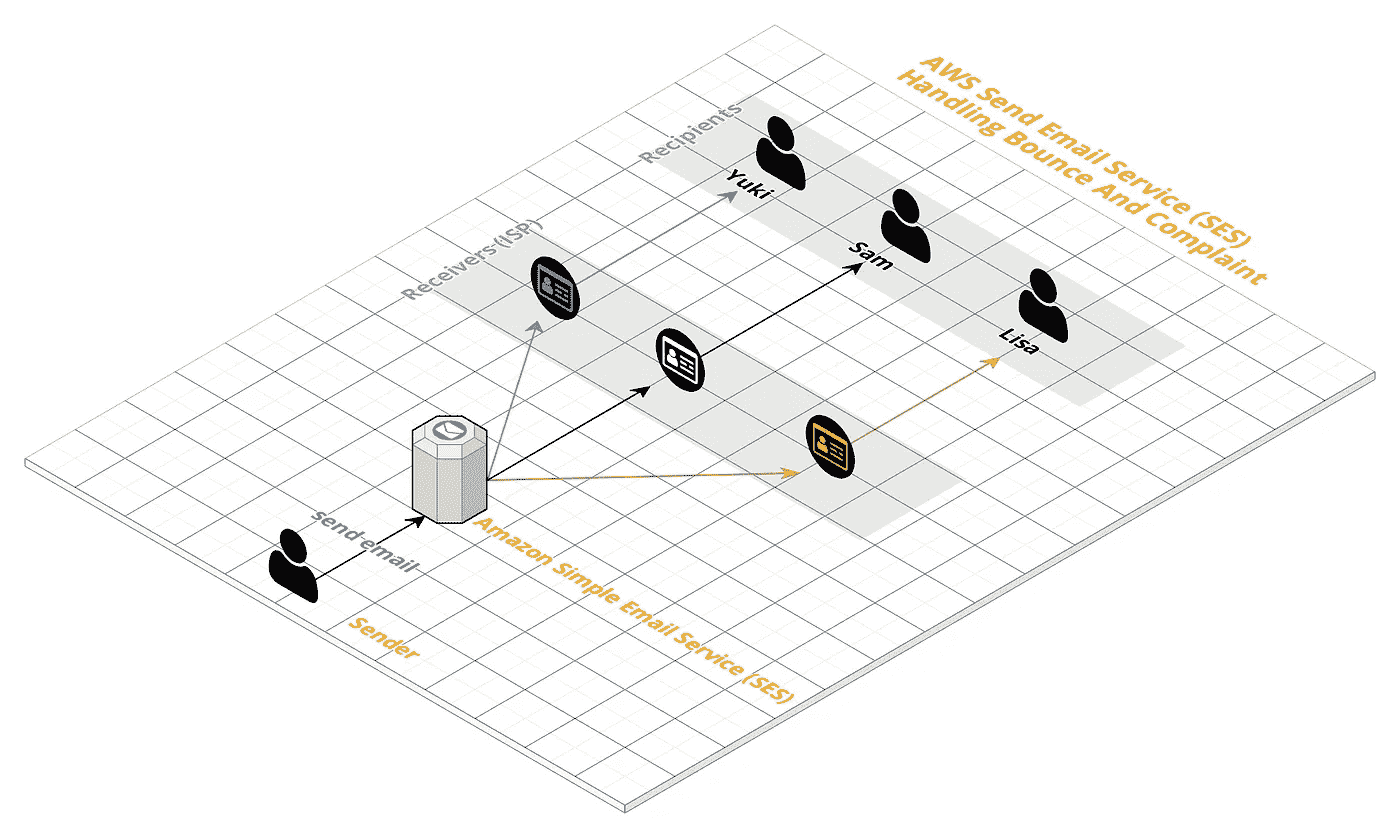 AWS Send Email Service (SES)
Handling Bounce And Complaint
Recipients
Yuki
Sam
Lisa
Receivers (ISP)
send email
Amazon Simple Email Service (SES)
Sender